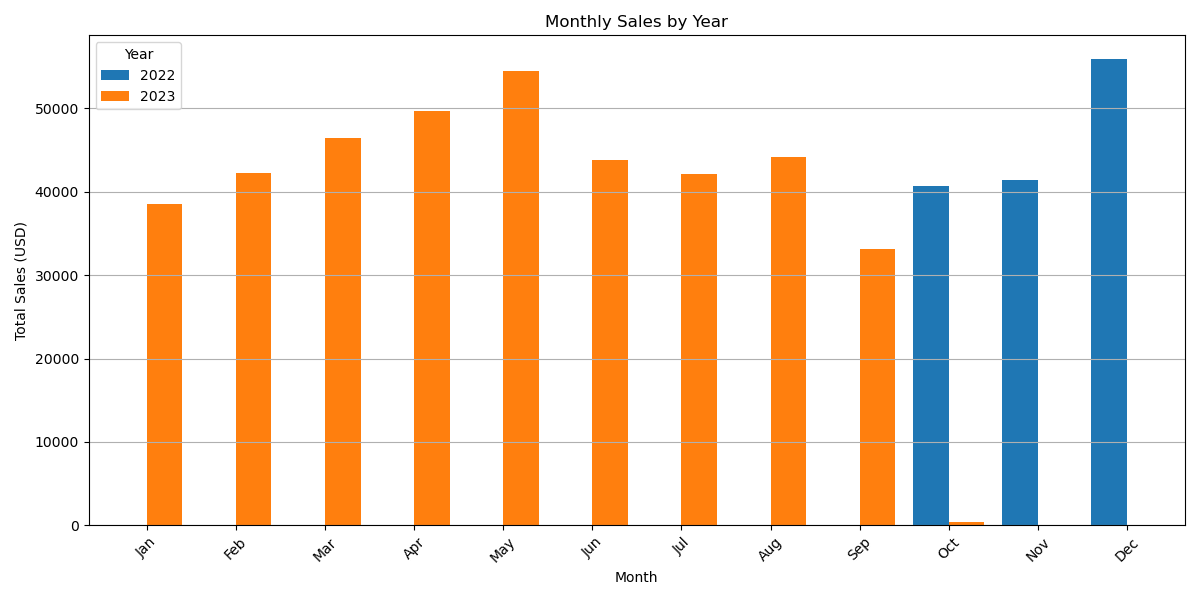 Monthly Sales by Year
Year
2022
2023
Total Sales (USD)
50000
40000
30000
20000
10000
0
Jan
Feb
Mar
Apr
May
Jun
Jul
Aug
Sep
Oct
Nov
Dec
Month